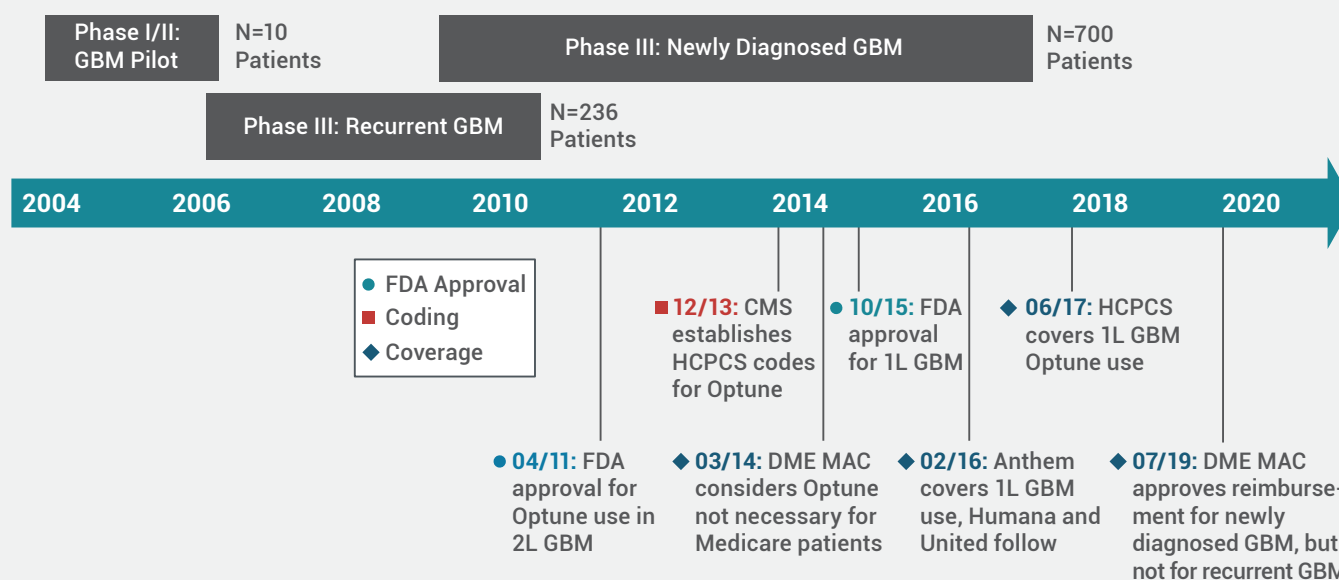 Phase I/II:
GBM Pilot
N=10
Patients
Phase III: Newly Diagnosed GBM
N=700
Patients
Phase III: Recurrent GBM
N=236
Patients
2004 2006 2008 2010 2012 2014 2016 2018 2020
FDA Approval
Coding
Coverage
12/13: CMS
establishes
HCPCS codes
for Optune
10/15: FDA
approval
for 1L GBM
06/17: HCPCS
covers 1L GBM
Optune use
04/11: FDA
approval for
Optune use in
2L GBM
03/14: DME MAC
considers Optune
not necessary for
Medicare patients
02/16: Anthem
covers 1L GBM
use, Humana and
United follow
07/19: DME MAC
approves reimburse-
ment for newly
diagnosed GBM, but
not for recurrent GBM